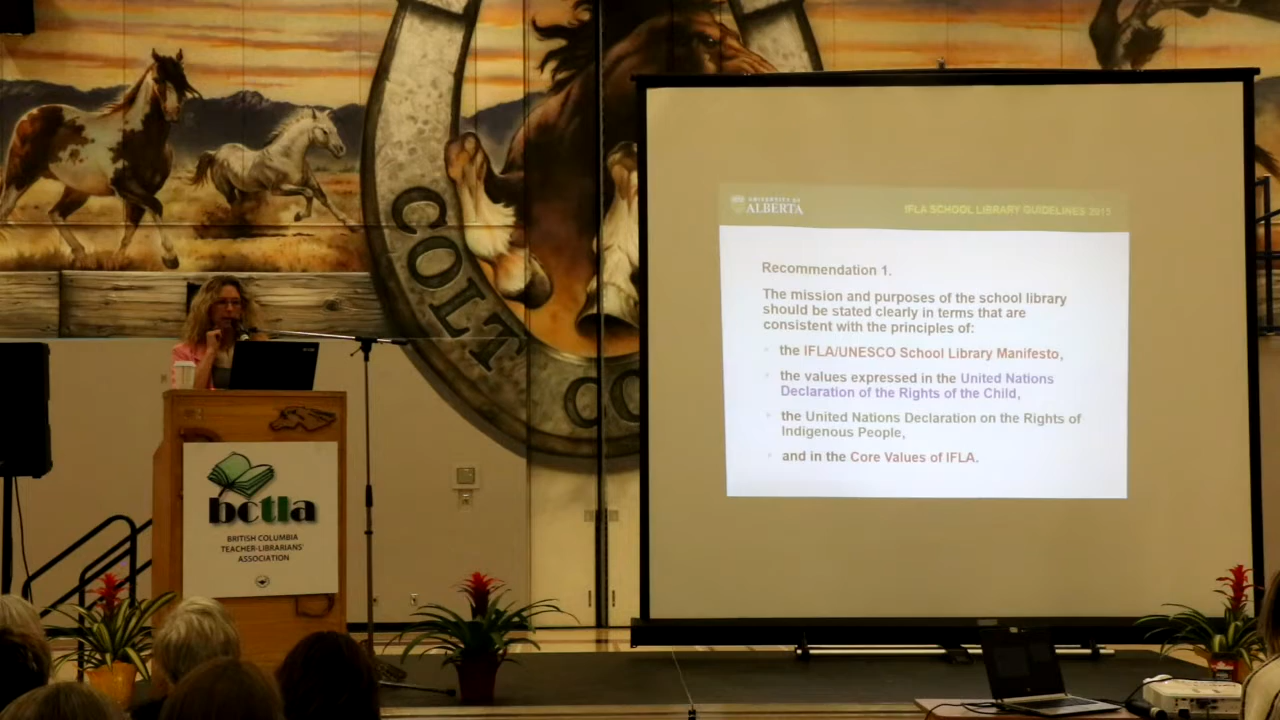 COLT
CO
bctla
BRITISH COLUMBIA
TEACHER-LIBRARIANS'
ASSOCIATION
UNIVERSITY OF
ALBERTA
IFLA SCHOOL LIBRARY GUIDELINES 2015
Recommendation 1.
The mission and purposes of the school library
should be stated clearly in terms that are
consistent with the principles of:
the IFLA/UNESCO School Library Manifesto,
the values expressed in the United Nations
Declaration of the Rights of the Child,
the United Nations Declaration on the Rights of
Indigenous People,
and in the Core Values of IFLA.